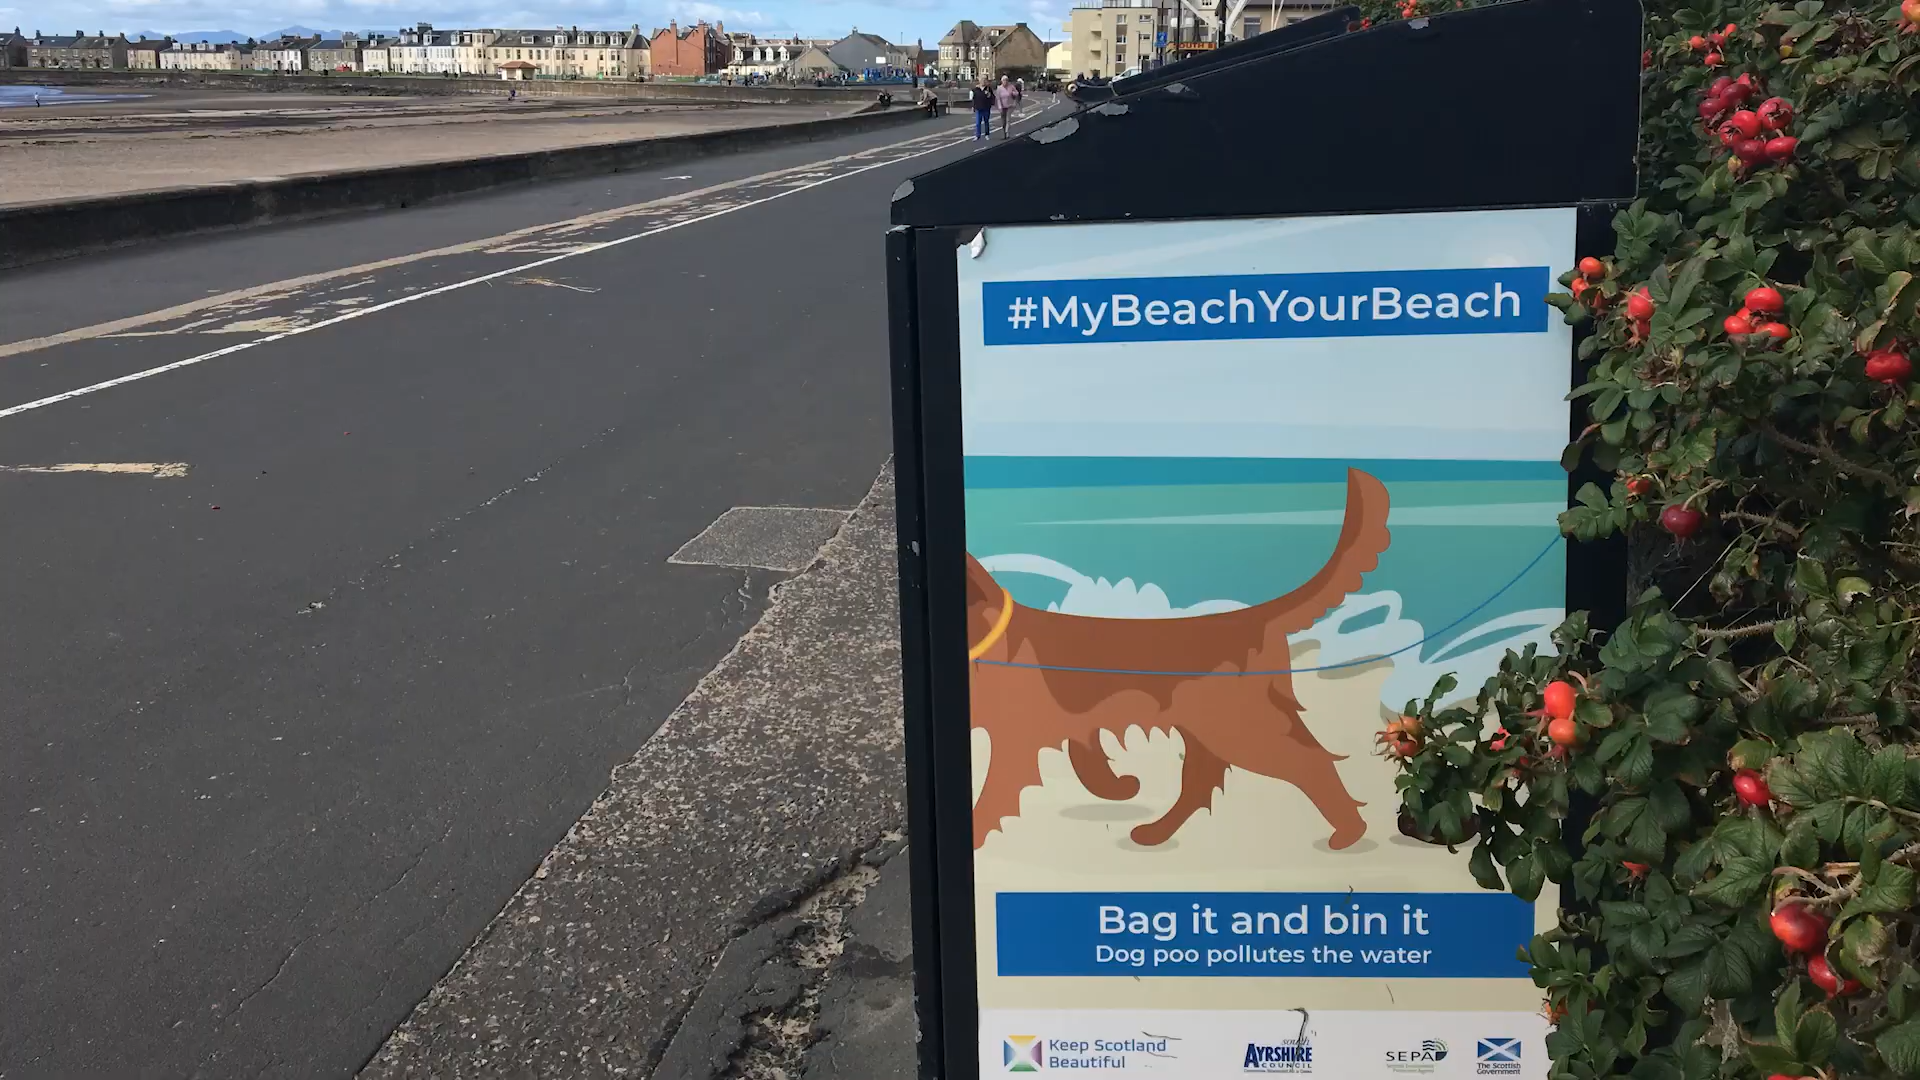 #MyBeachYourBeach
Bag it and bin it
Dog poo pollutes the water
Keep Scotland
Beautiful
south
AYRSHIRE
COUNCIL
SEPA
The Scottish
Government